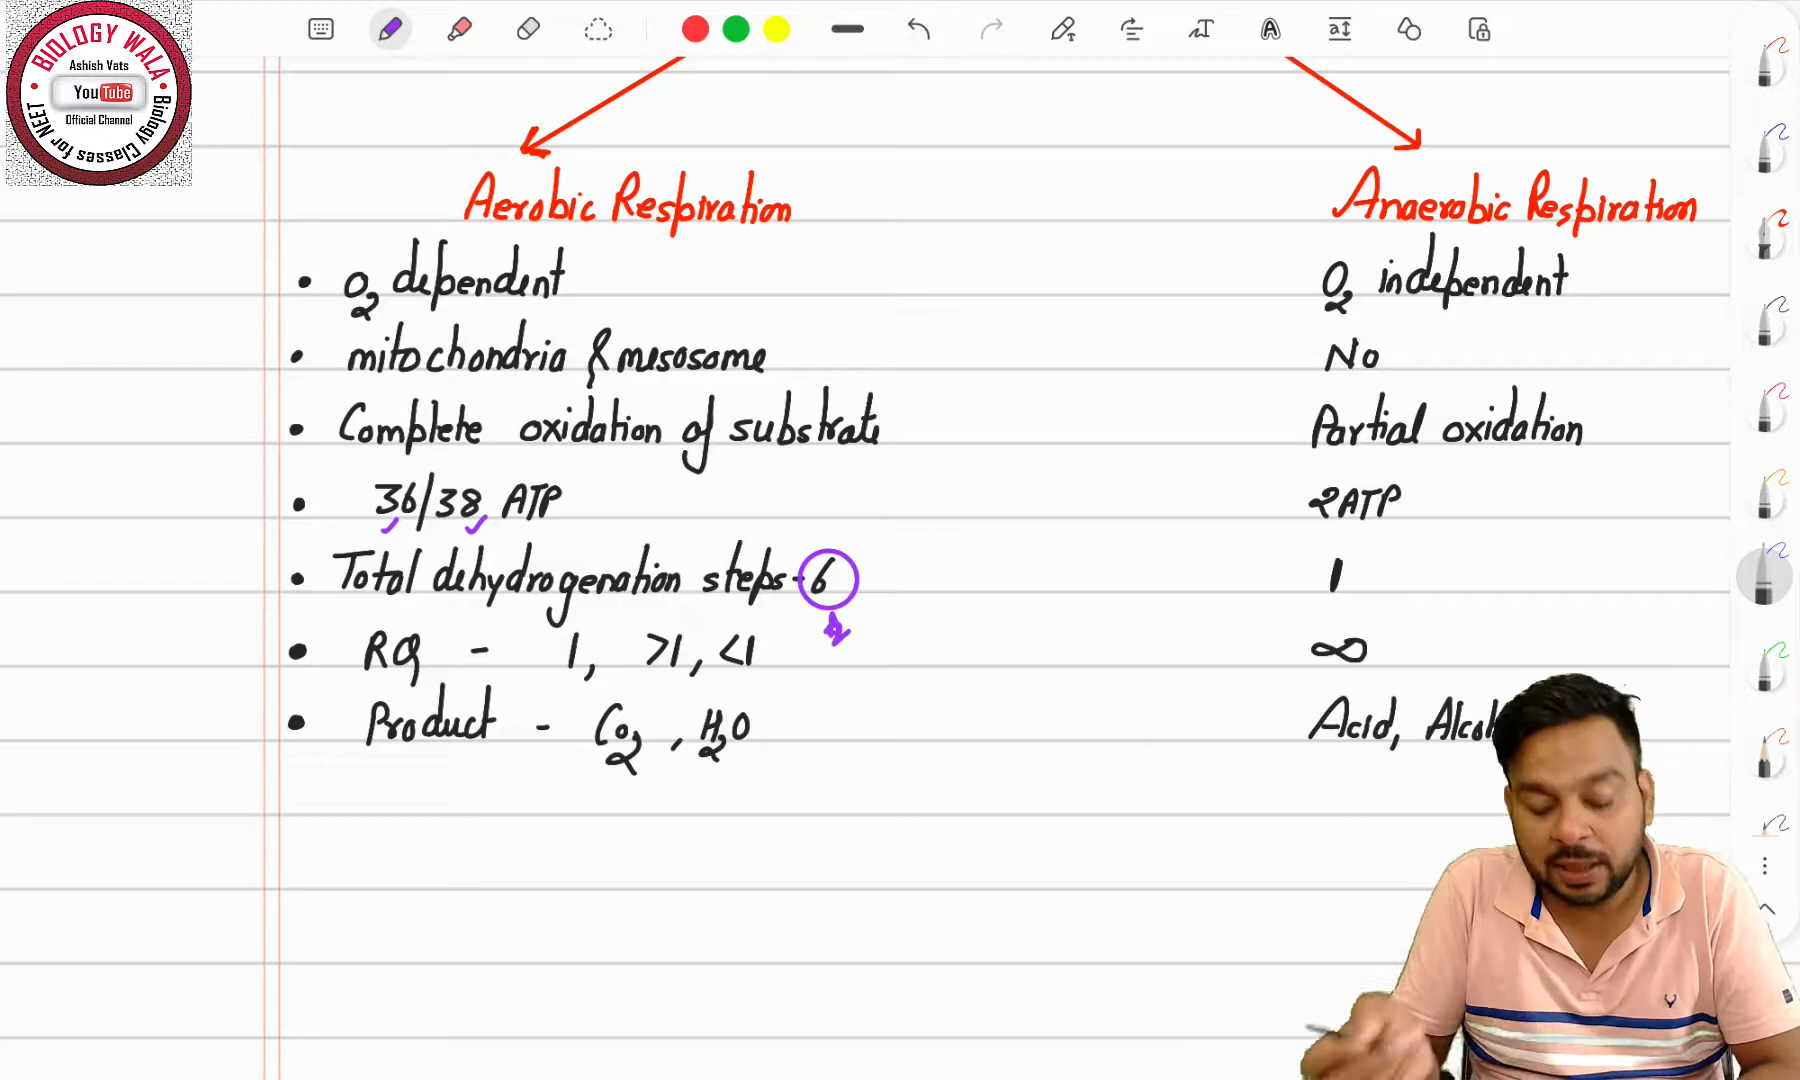 BIOLOGY WALA
Ashish Vats
YouTube
Official Channel
Biology Classes for NEET
Aerobic Respiration
Anaerobic Respiration
• O2 dependent
O2 independent
• mitochondria & mesosome
No
• Complete oxidation of substrate
Partial oxidation
• 36/38 ATP
2ATP
• Total dehydrogenation steps - 6
1
• RQ - 1, >1, <1
∞
• Product - CO2, H2O
Acid, Alcoh